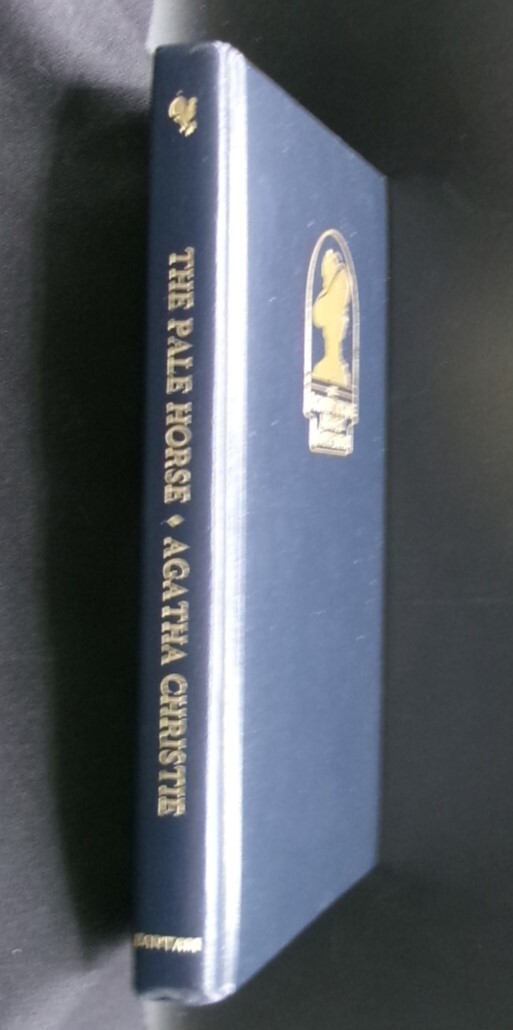 THE PALE HORSE ♦ AGATHA CHRISTIE
BANTAM